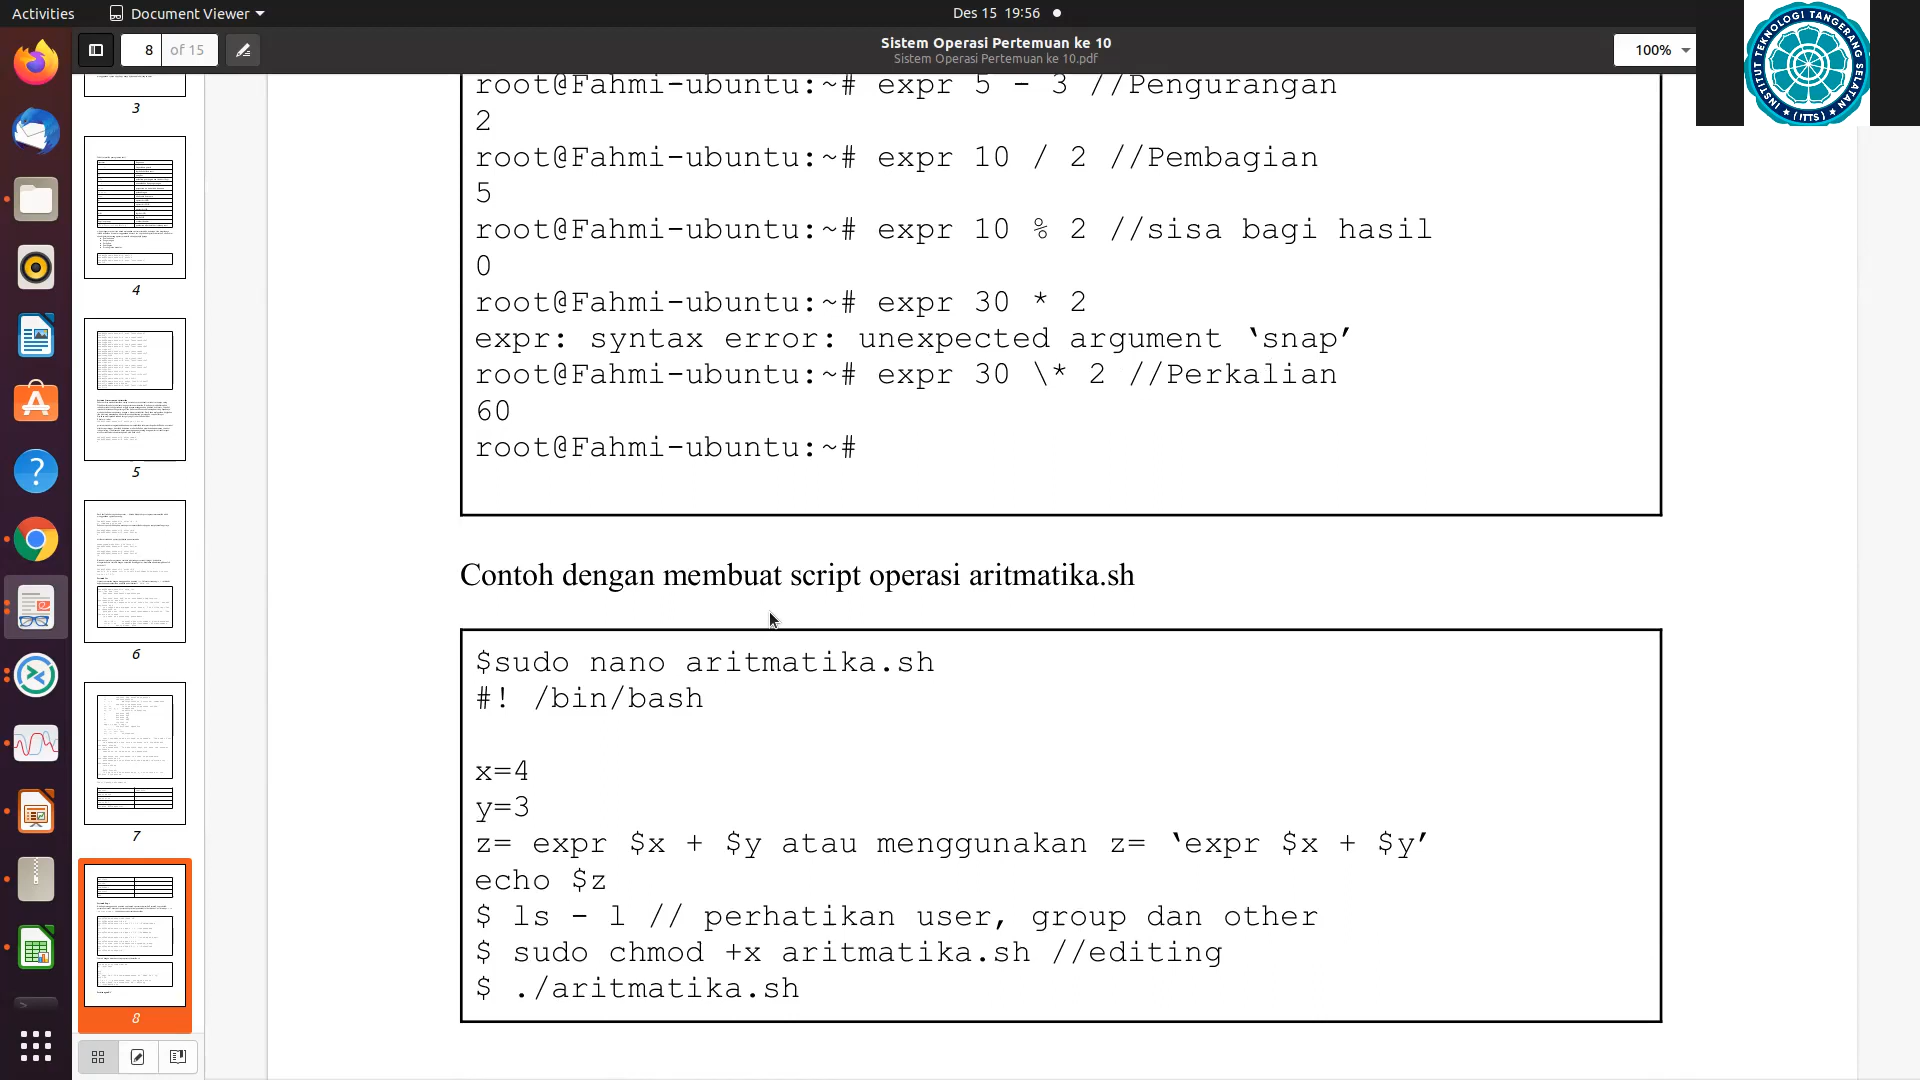 Activities
Document Viewer
Des 15 19:56
8 of 15
Sistem Operasi Pertemuan ke 10
Sistem Operasi Pertemuan ke 10.pdf
100%
INSTITUT TEKNOLOGI TANGERANG SELATAN
(ITTS)
3
4
5
6
7
8
root@Fahmi-ubuntu:~# expr 5 - 3 //Pengurangan
2
root@Fahmi-ubuntu:~# expr 10 / 2 //Pembagian
5
root@Fahmi-ubuntu:~# expr 10 % 2 //sisa bagi hasil
0
root@Fahmi-ubuntu:~# expr 30 * 2
expr: syntax error: unexpected argument ‘snap’
root@Fahmi-ubuntu:~# expr 30 \* 2 //Perkalian
60
root@Fahmi-ubuntu:~#
Contoh dengan membuat script operasi aritmatika.sh
$sudo nano aritmatika.sh
#! /bin/bash
x=4
y=3
z= expr $x + $y atau menggunakan z= ‘expr $x + $y’
echo $z
$ ls - l // perhatikan user, group dan other
$ sudo chmod +x aritmatika.sh //editing
$ ./aritmatika.sh